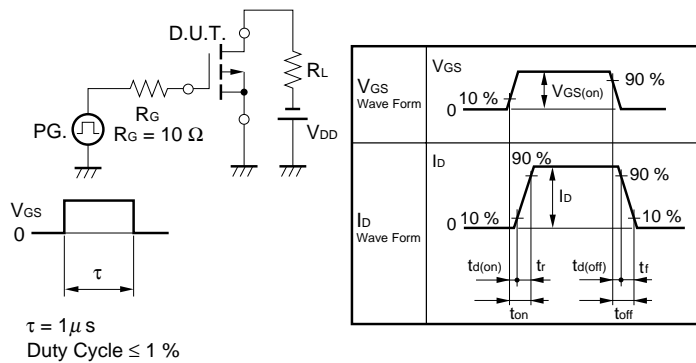 D.U.T.
RL
RG
PG.
RG = 10 Ω
VDD
VGS
0
τ
τ = 1μ s
Duty Cycle ≤ 1 %
VGS
Wave Form
VGS
10 %
0
VGS(on)
90 %
ID
Wave Form
ID
90 %
90 %
ID
0
10 %
10 %
td(on)
tr
td(off)
tf
ton
toff